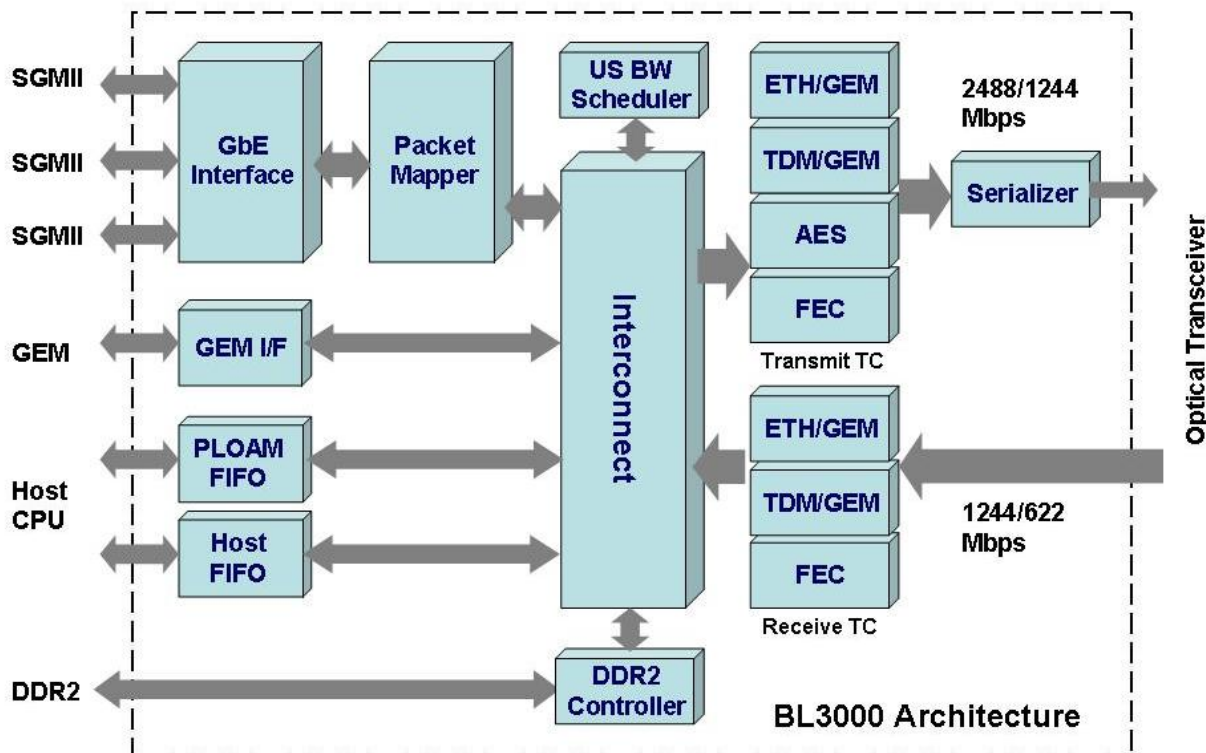 SGMII
SGMII
SGMII
GEM
Host
CPU
DDR2
GbE
Interface
Packet
Mapper
GEM I/F
PLOAM
FIFO
Host
FIFO
US BW
Scheduler
Interconnect
DDR2
Controller
ETH/GEM
TDM/GEM
AES
FEC
Transmit TC
ETH/GEM
TDM/GEM
FEC
Receive TC
2488/1244
Mbps
Serializer
1244/622
Mbps
Optical Transceiver
BL3000 Architecture